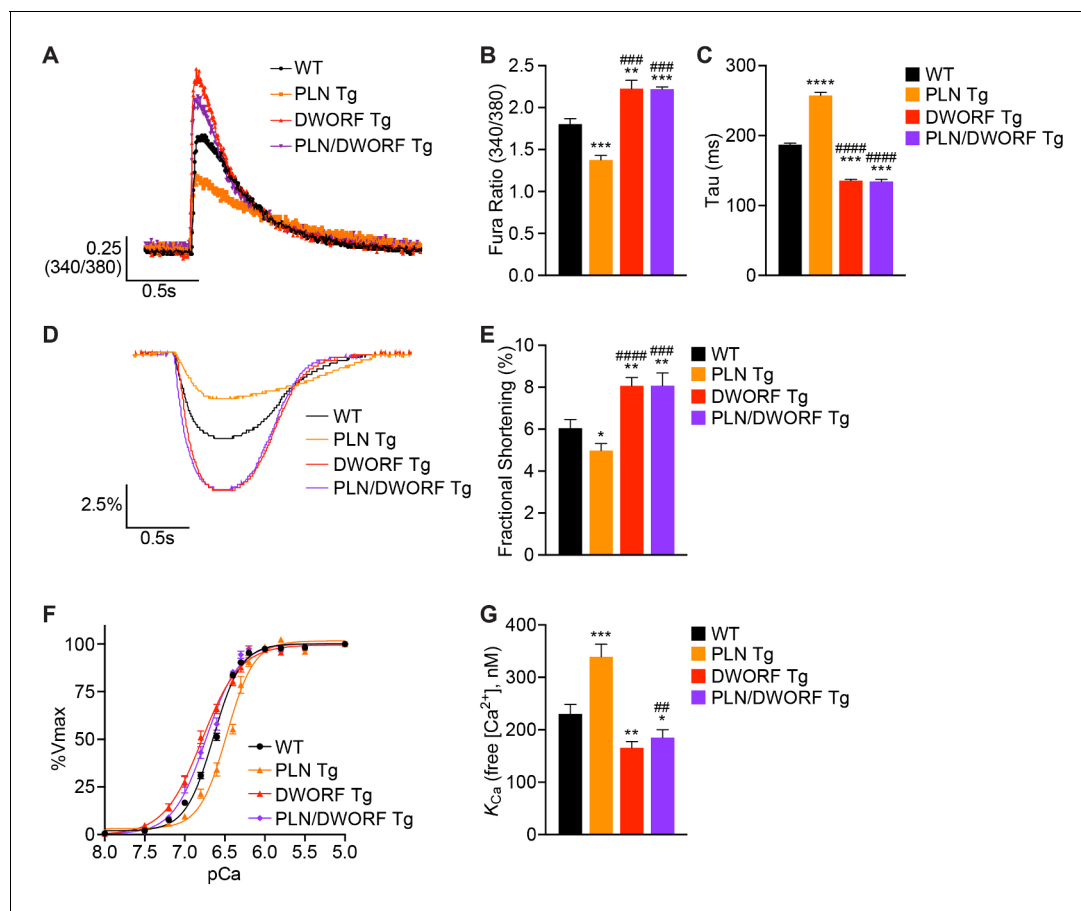 A
WT
PLN Tg
DWORF Tg
PLN/DWORF Tg
0.25
(340/380)
0.5s
B
Fura Ratio (340/380)
2.5
2.0
1.5
1.0
0.5
0.0
***
###
**
###
***
C
Tau (ms)
300
200
100
0
****
####
***
####
***
WT
PLN Tg
DWORF Tg
PLN/DWORF Tg
D
WT
PLN Tg
DWORF Tg
PLN/DWORF Tg
2.5%
0.5s
E
Fractional Shortening (%)
10
8
6
4
2
0
*
####
**
###
**
WT
PLN Tg
DWORF Tg
PLN/DWORF Tg
F
%Vmax
100
75
50
25
0
8.0 7.5 7.0 6.5 6.0 5.5 5.0
pCa
WT
PLN Tg
DWORF Tg
PLN/DWORF Tg
G
KCa (free [Ca2+], nM)
400
300
200
100
0
***
**
##
*
WT
PLN Tg
DWORF Tg
PLN/DWORF Tg